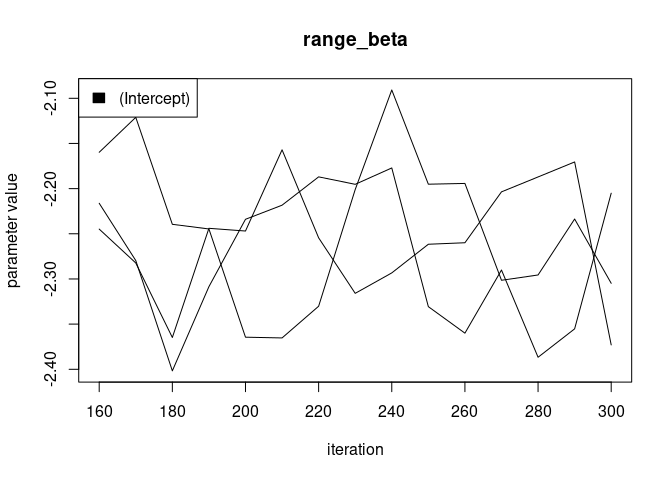 range_beta
(Intercept)
parameter value
-2.10
-2.20
-2.30
-2.40
160 180 200 220 240 260 280 300
iteration